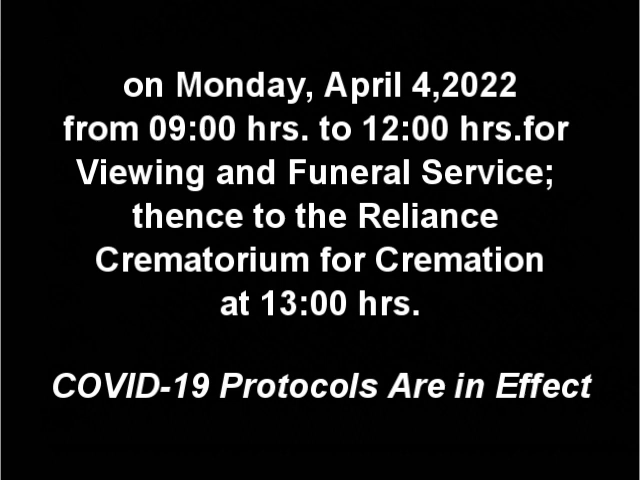 on Monday, April 4,2022
from 09:00 hrs. to 12:00 hrs.for
Viewing and Funeral Service;
thence to the Reliance
Crematorium for Cremation
at 13:00 hrs.
COVID-19 Protocols Are in Effect